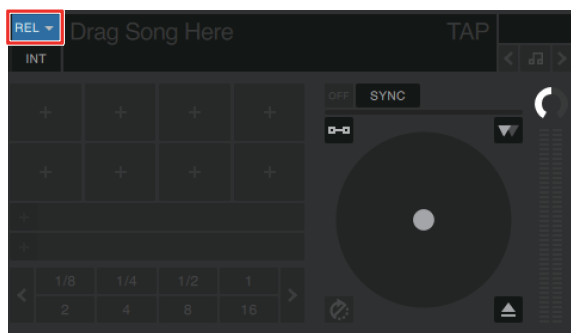 REL Drag Song Here TAP
INT
OFF SYNC
+ + + +
+ + + +
+
+
< 1/8 1/4 1/2 1 >
2 4 8 16